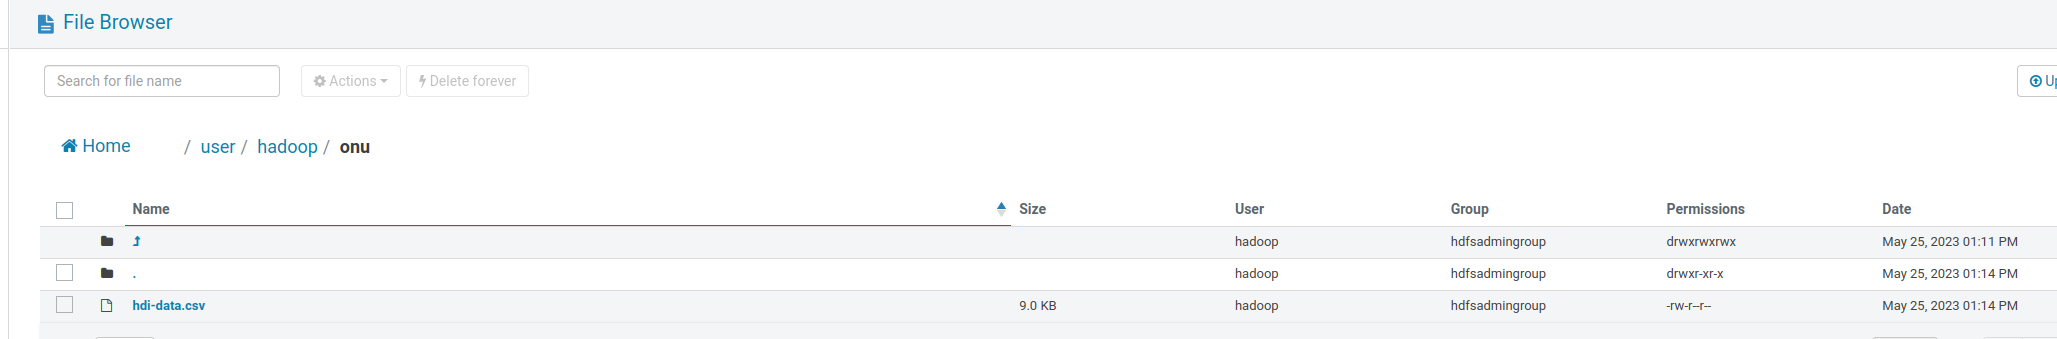 File Browser
Search for file name Actions Delete forever
Home / user / hadoop / onu
Name Size User Group Permissions Date
hadoop hdfsadmingroup drwxrwxrwx May 25, 2023 01:11 PM
. hadoop hdfsadmingroup drwxr-xr-x May 25, 2023 01:14 PM
hdi-data.csv 9.0 KB hadoop hdfsadmingroup -rw-r--r-- May 25, 2023 01:14 PM